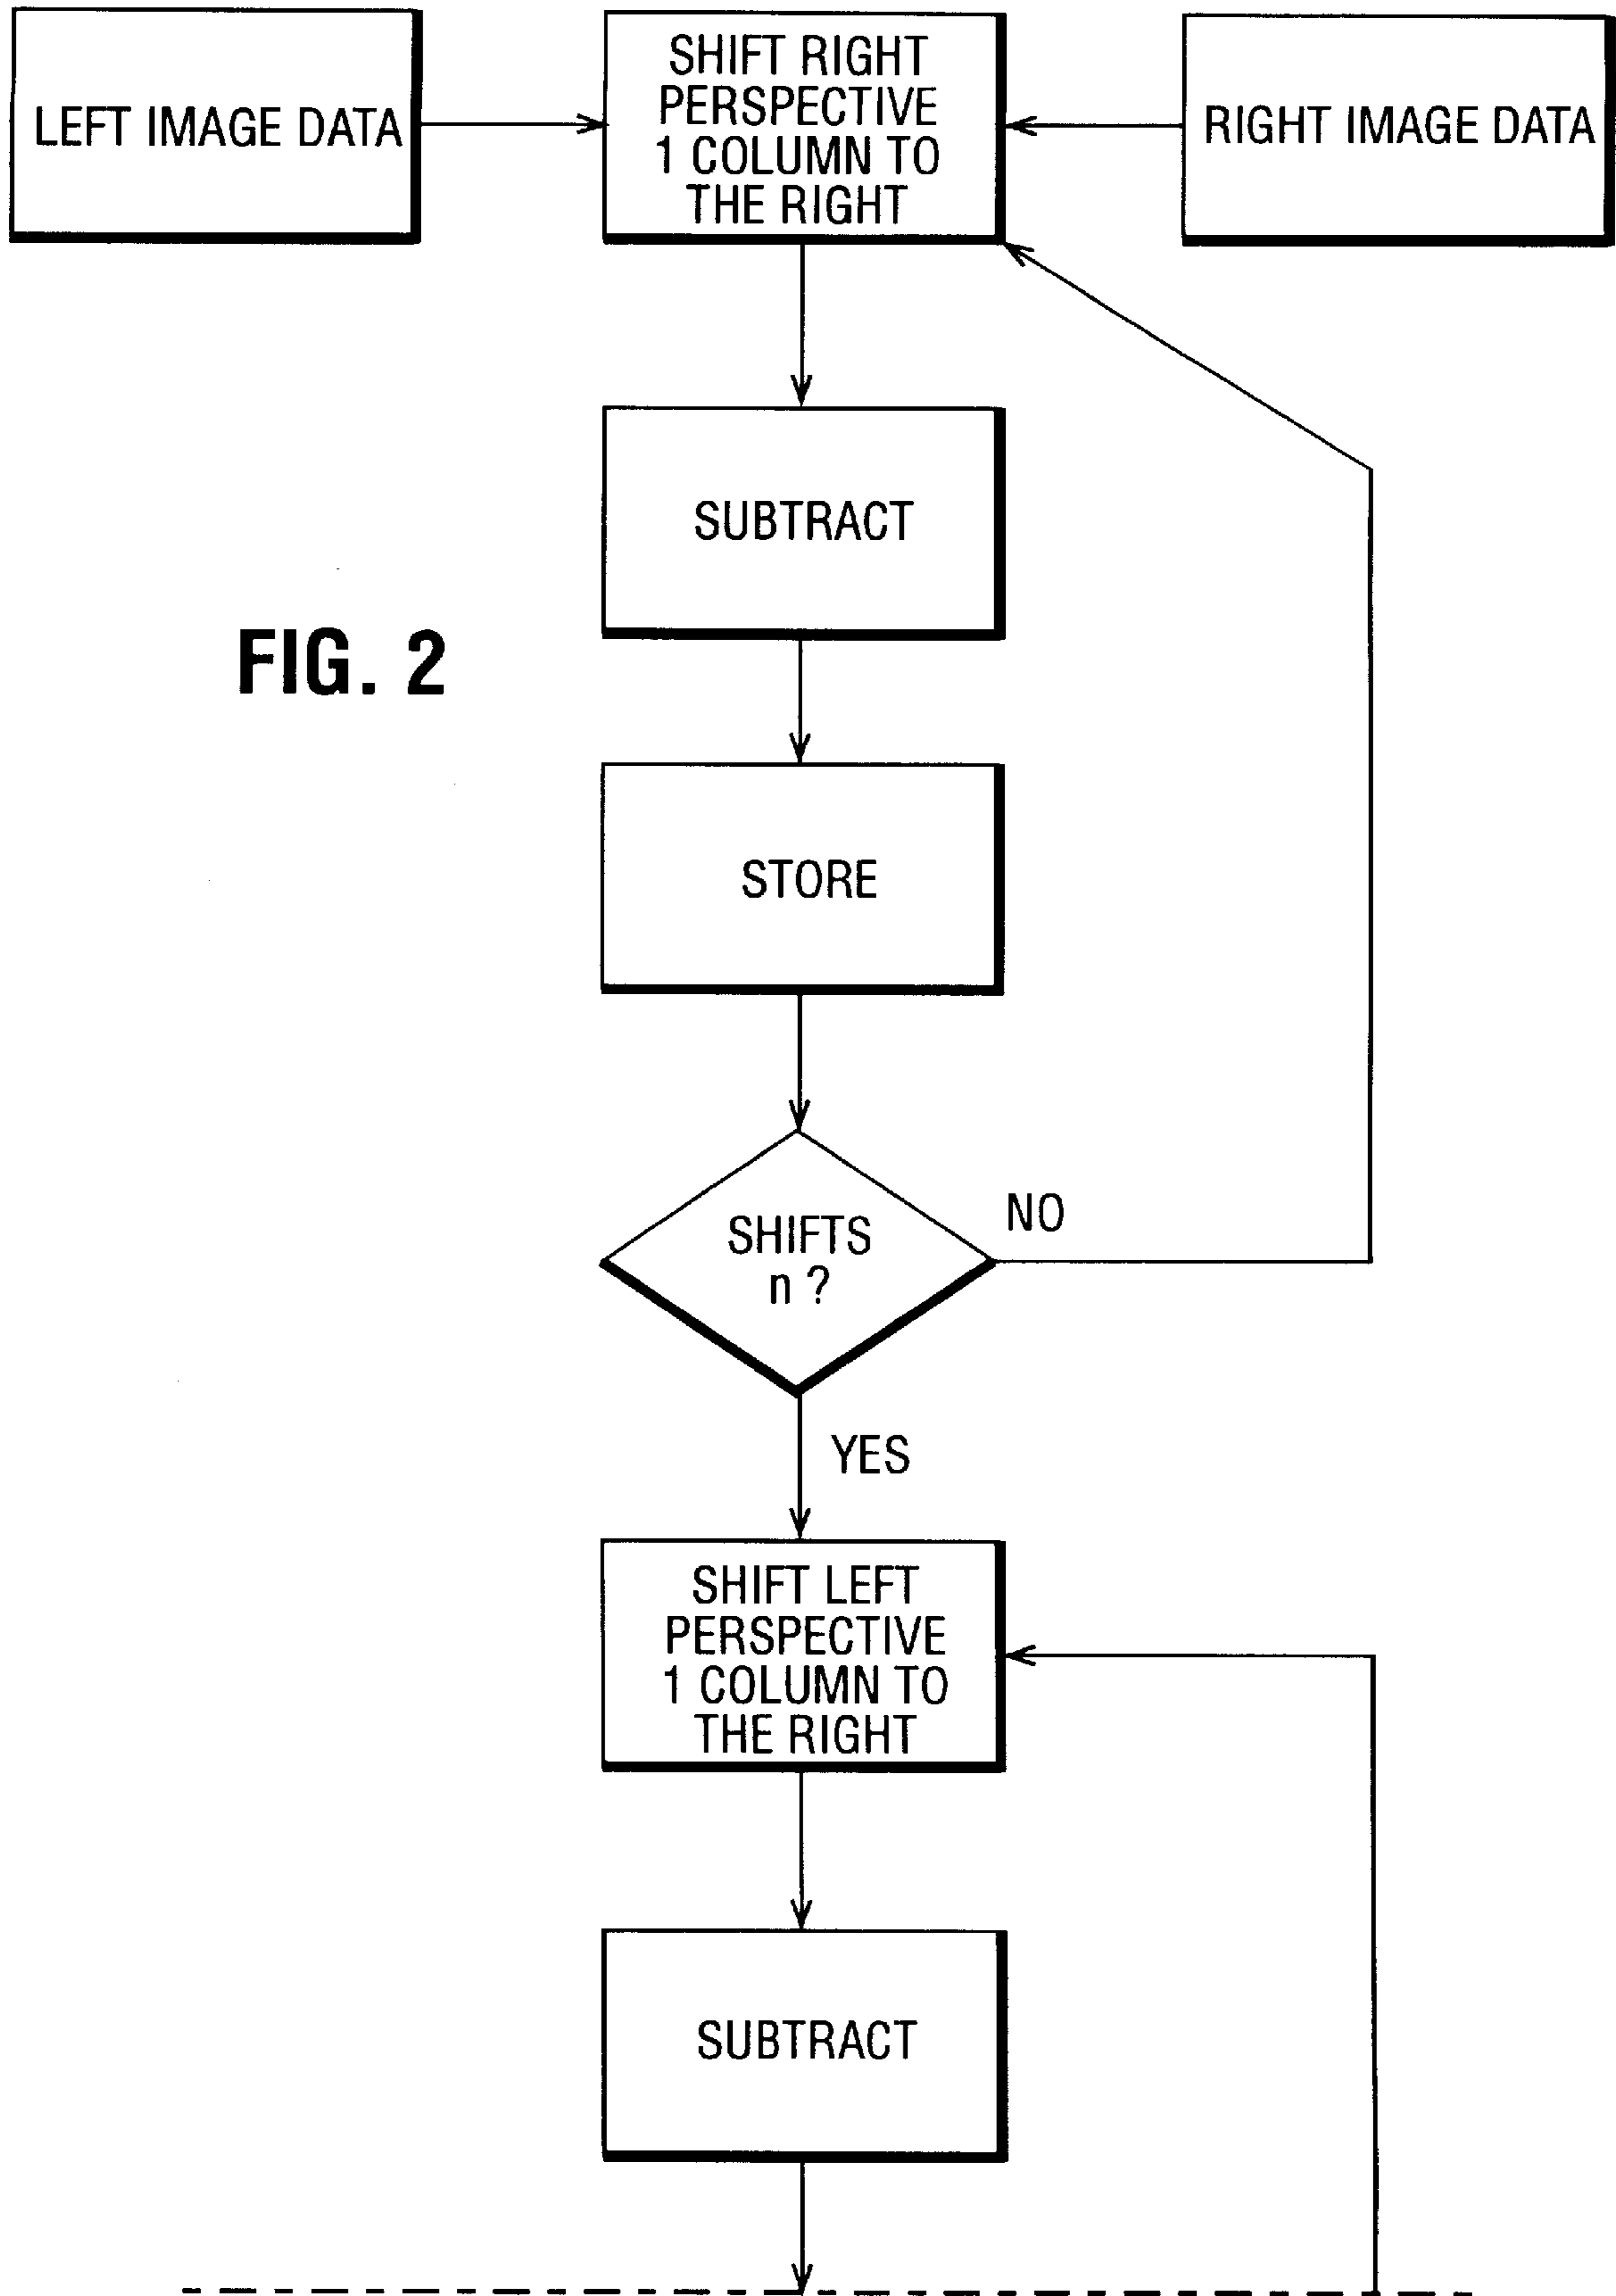 LEFT IMAGE DATA
SHIFT RIGHT
PERSPECTIVE
1 COLUMN TO
THE RIGHT
RIGHT IMAGE DATA
SUBTRACT
FIG. 2
STORE
SHIFTS
n ?
NO
YES
SHIFT LEFT
PERSPECTIVE
1 COLUMN TO
THE RIGHT
SUBTRACT